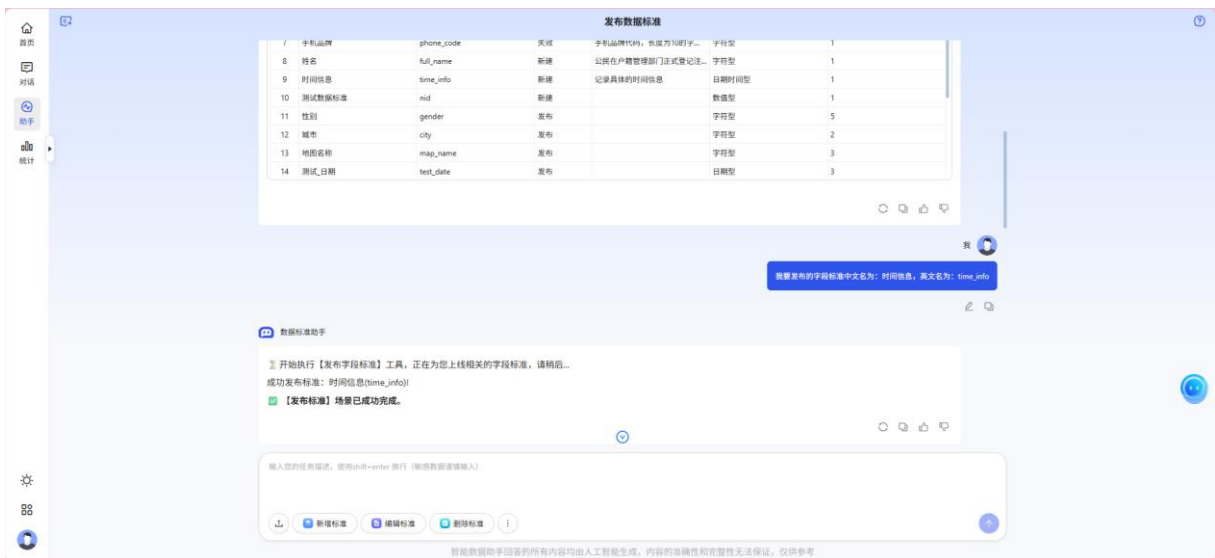 发布数据标准
首页
对话
助手
统计
7 手机品牌 phone_code 失效 手机品牌代码，长度为10的字... 字符型 1
8 姓名 full_name 新建 公民在户籍管理部门正式登记注... 字符型 1
9 时间信息 time_info 新建 记录具体的时间信息 日期时间型 1
10 测试数据标准 nid 新建 数值型 1
11 性别 gender 发布 字符型 5
12 城市 city 发布 字符型 2
13 地图名称 map_name 发布 字符型 3
14 测试_日期 test_date 发布 日期型 3
我
我要发布的字段标准中文名为：时间信息，英文名为：time_info
数据标准助手
开始执行【发布字段标准】工具，正在为您上线相关的字段标准，请稍后...
成功发布标准：时间信息(time_info)!
【发布标准】场景已成功完成。
输入您的任务描述，使用shift+enter 换行（敏感数据请慎输入）
新增标准 编辑标准 删除标准
智能数据助手回答的所有内容均由人工智能生成，内容的准确性和完整性无法保证，仅供参考